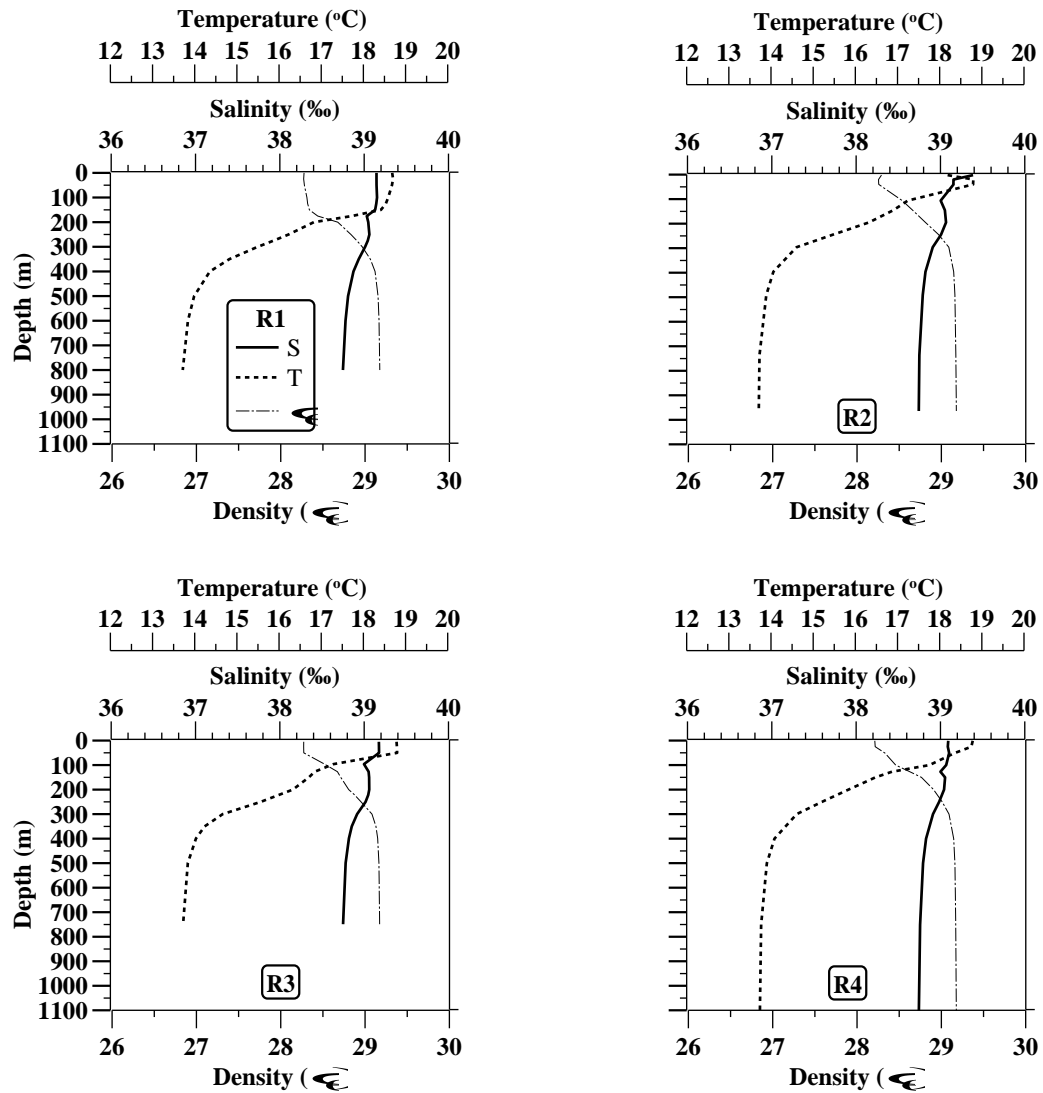 Temperature (°C)
12 13 14 15 16 17 18 19 20
Salinity (‰)
36 37 38 39 40
Depth (m)
0
100
200
300
400
500
600
700
800
900
1000
1100
R1
S
T
26 27 28 29 30
Density (
Temperature (°C)
12 13 14 15 16 17 18 19 20
Salinity (‰)
36 37 38 39 40
R2
26 27 28 29 30
Density (
Temperature (°C)
12 13 14 15 16 17 18 19 20
Salinity (‰)
36 37 38 39 40
Depth (m)
0
100
200
300
400
500
600
700
800
900
1000
1100
R3
26 27 28 29 30
Density (
Temperature (°C)
12 13 14 15 16 17 18 19 20
Salinity (‰)
36 37 38 39 40
R4
26 27 28 29 30
Density (